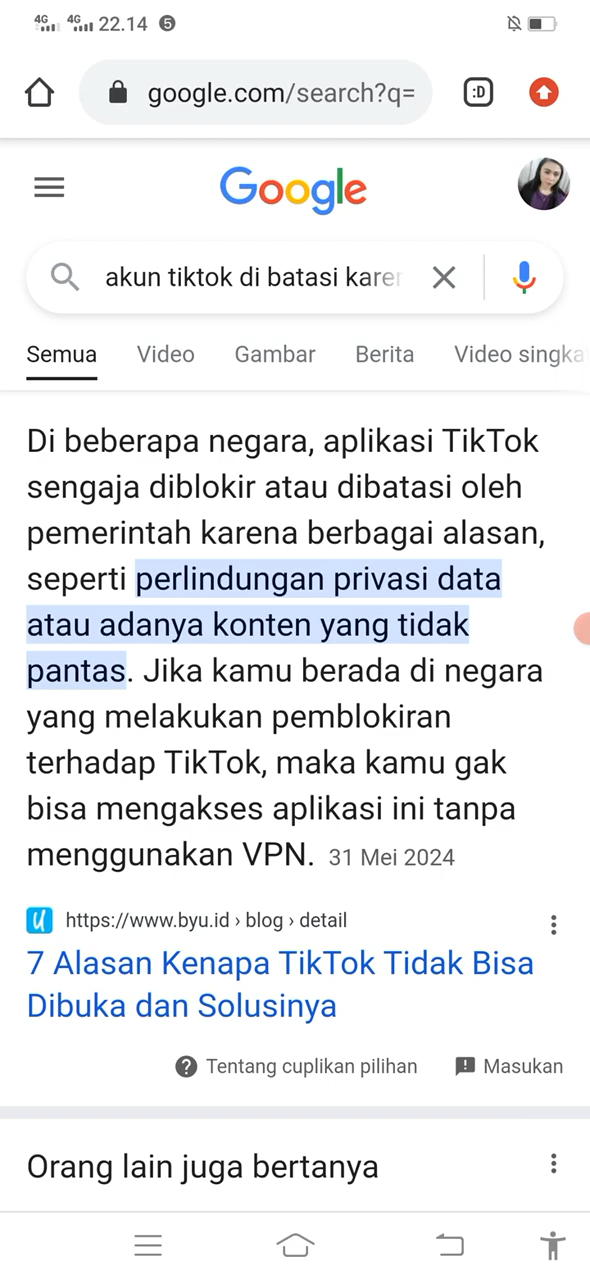 4G 4G 22.14 5
google.com/search?q=
:D
Google
akun tiktok di batasi karen
Semua Video Gambar Berita Video singka
Di beberapa negara, aplikasi TikTok
sengaja diblokir atau dibatasi oleh
pemerintah karena berbagai alasan,
seperti perlindungan privasi data
atau adanya konten yang tidak
pantas. Jika kamu berada di negara
yang melakukan pemblokiran
terhadap TikTok, maka kamu gak
bisa mengakses aplikasi ini tanpa
menggunakan VPN. 31 Mei 2024
https://www.byu.id › blog › detail
7 Alasan Kenapa TikTok Tidak Bisa
Dibuka dan Solusinya
Tentang cuplikan pilihan Masukan
Orang lain juga bertanya